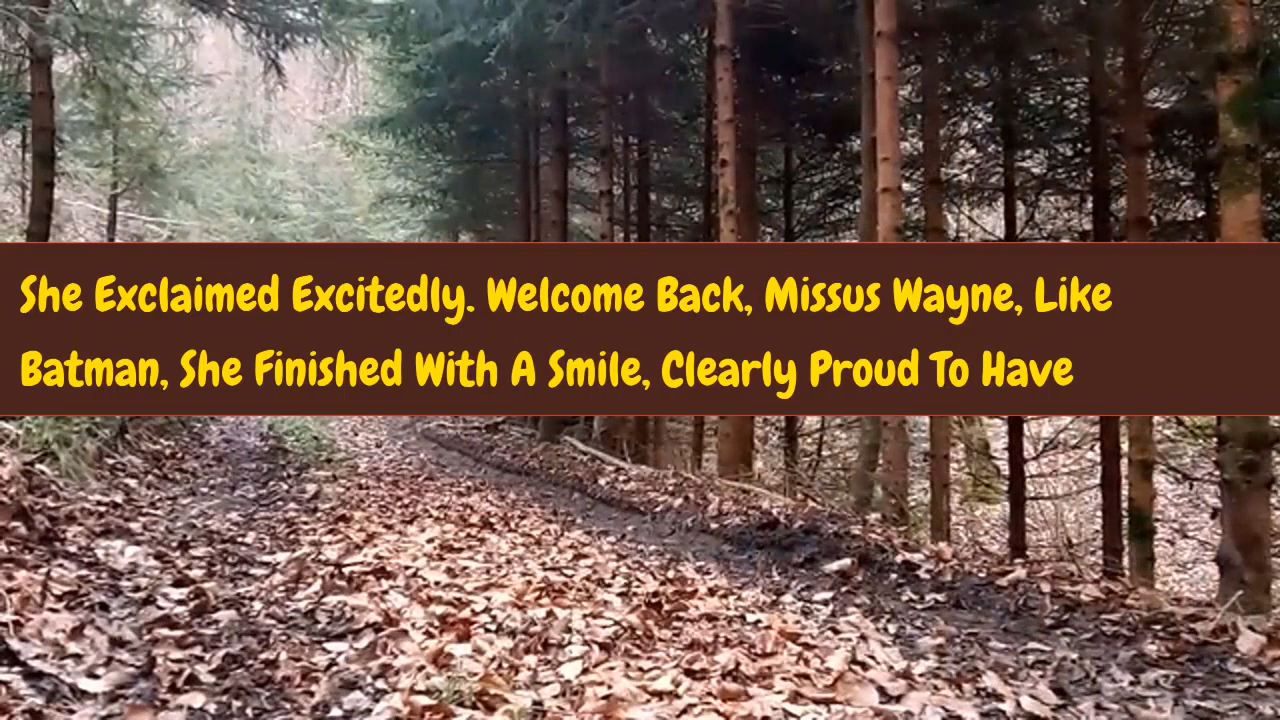 She Exclaimed Excitedly. Welcome Back, Missus Wayne, Like
Batman, She Finished With A Smile, Clearly Proud To Have